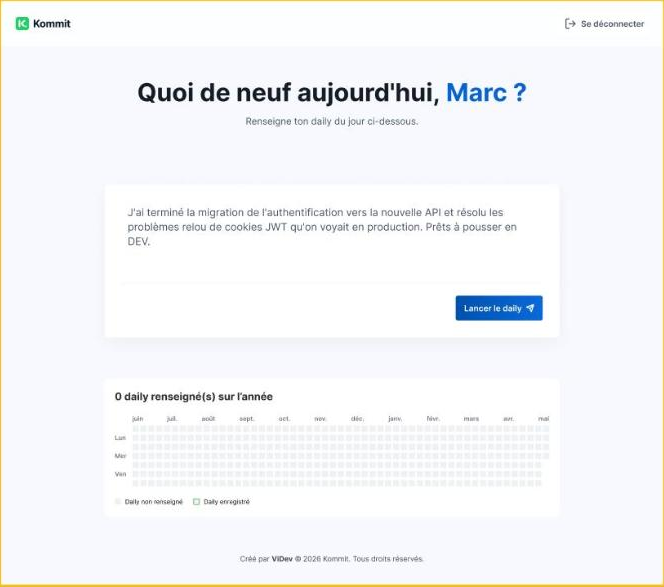 Kommit
Se déconnecter
Quoi de neuf aujourd'hui, Marc ?
Renseigne ton daily du jour ci-dessous.
J'ai terminé la migration de l'authentification vers la nouvelle API et résolu les
problèmes relou de cookies JWT qu'on voyait en production. Prêts à pousser en
DEV.
Lancer le daily
0 daily renseigné(s) sur l'année
juin juil. août sept. oct. nov. déc. janv. févr. mars avr. mai
Lun
Mer
Ven
Daily non renseigné Daily enregistré
Créé par ViDev © 2026 Kommit. Tous droits réservés.